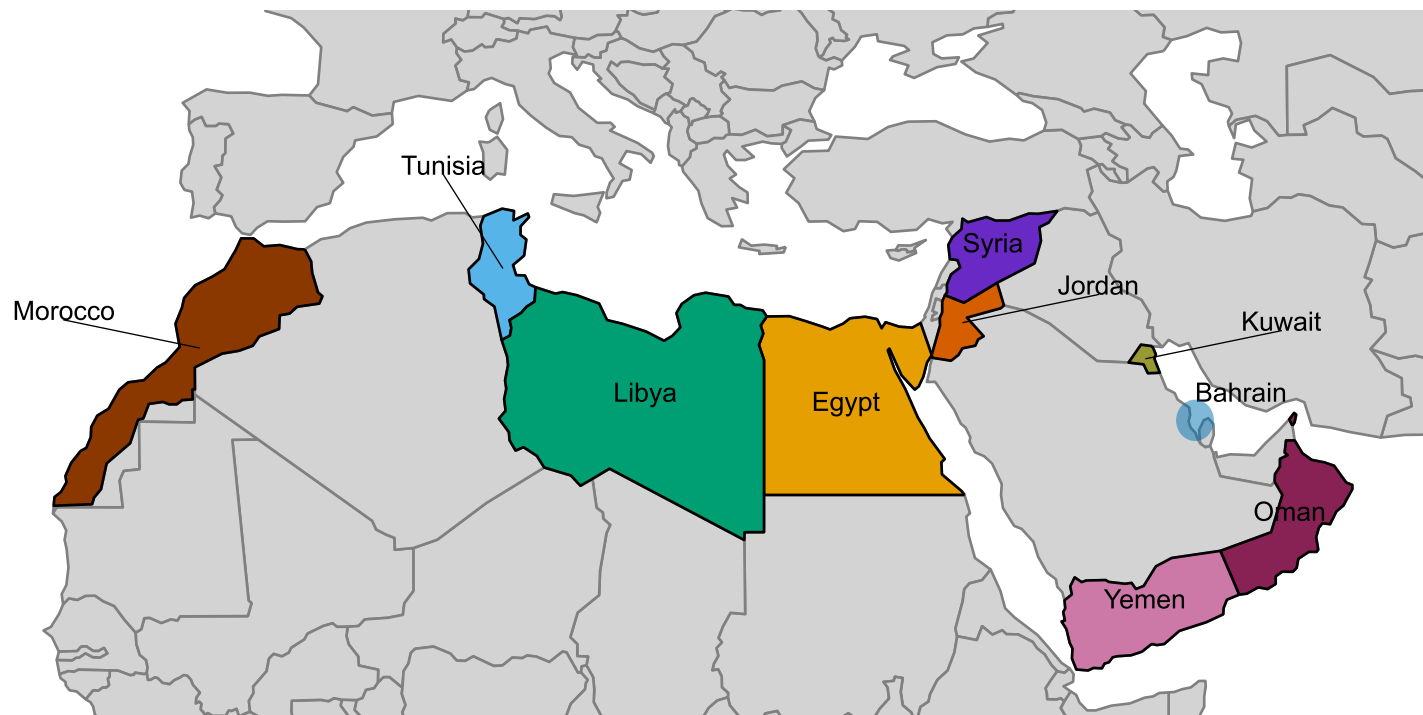 Tunisia
Syria
Jordan
Morocco
Kuwait
Libya
Egypt
Bahrain
Oman
Yemen